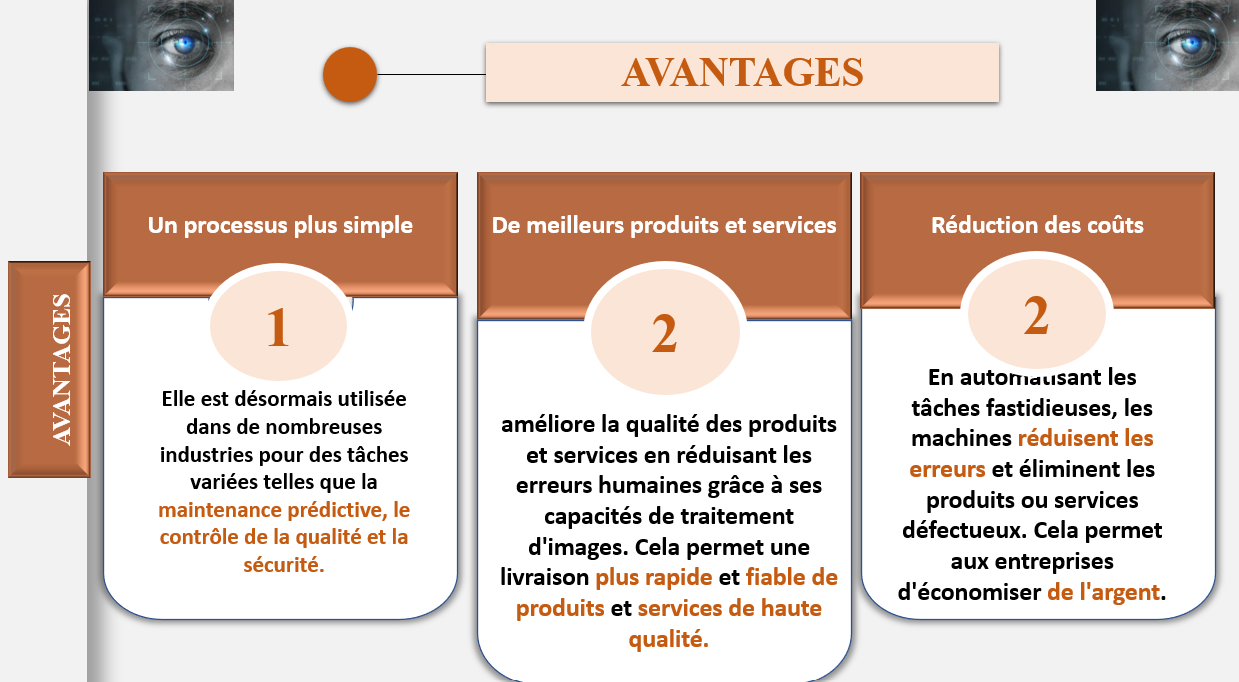 AVANTAGES
AVANTAGES
Un processus plus simple
1
Elle est désormais utilisée
dans de nombreuses
industries pour des tâches
variées telles que la
maintenance prédictive, le
contrôle de la qualité et la
sécurité.
De meilleurs produits et services
2
améliore la qualité des produits
et services en réduisant les
erreurs humaines grâce à ses
capacités de traitement
d'images. Cela permet une
livraison plus rapide et fiable de
produits et services de haute
qualité.
Réduction des coûts
2
En automatisant les
tâches fastidieuses, les
machines réduisent les
erreurs et éliminent les
produits ou services
défectueux. Cela permet
aux entreprises
d'économiser de l'argent.